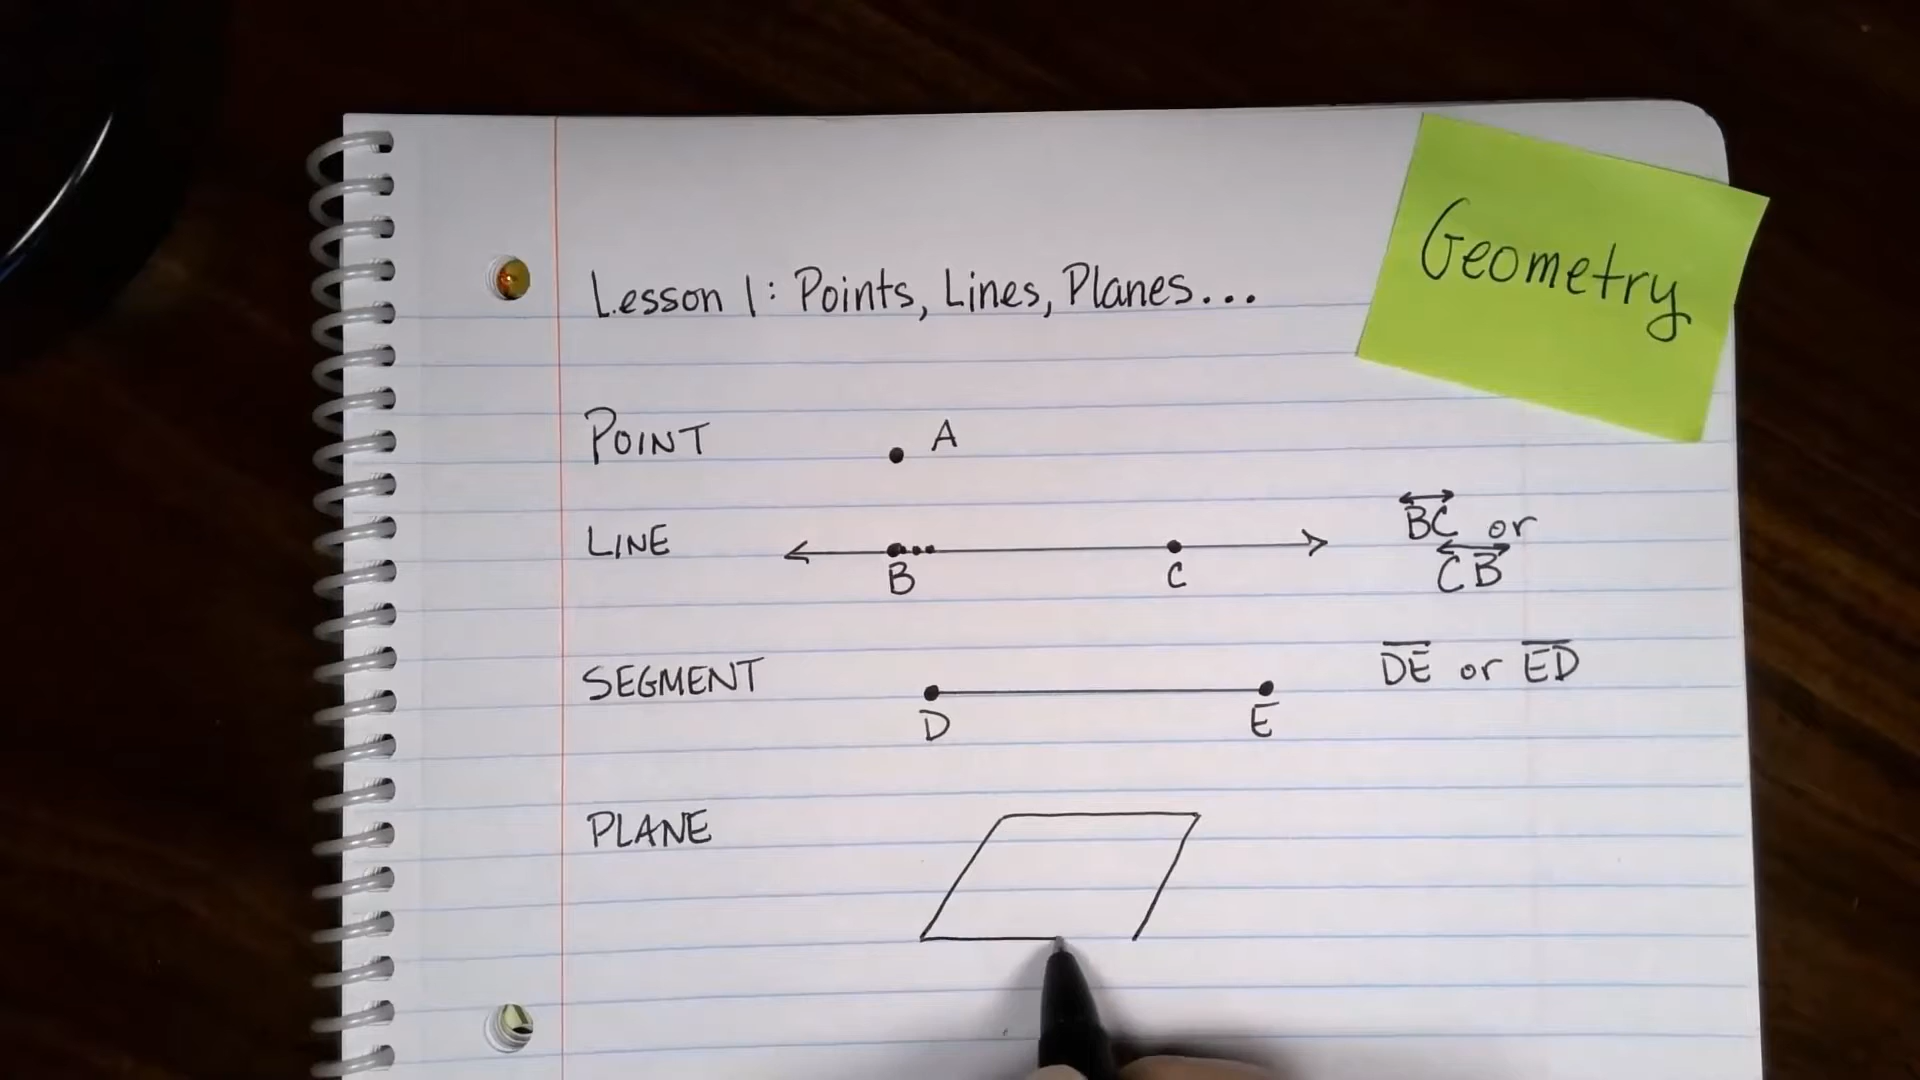 Geometry
Lesson 1: Points, Lines, Planes...
POINT A
LINE B C BC or
CB
SEGMENT D E DE or ED
PLANE